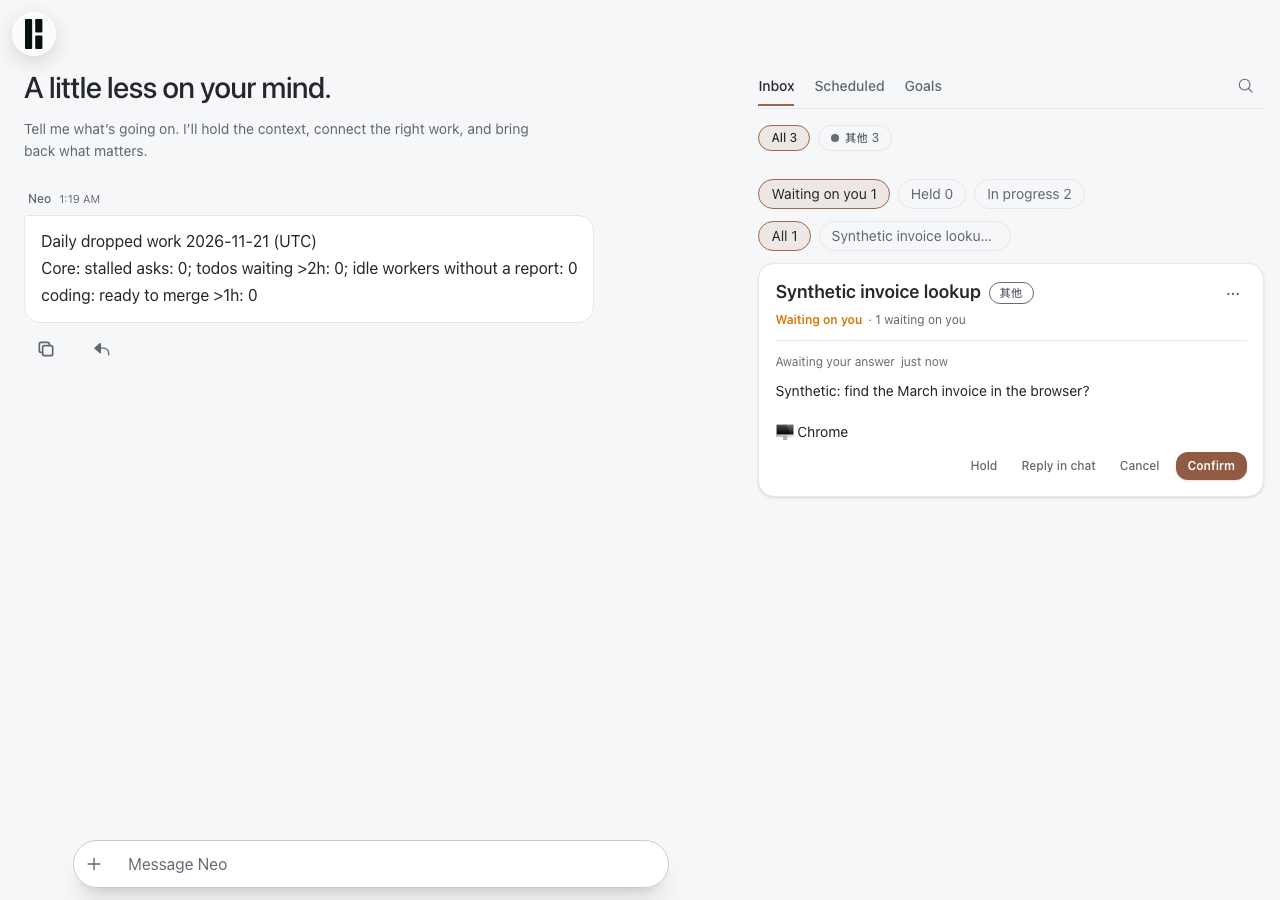 A little less on your mind.
Tell me what’s going on. I’ll hold the context, connect the right work, and bring
back what matters.
Neo 1:19 AM
Daily dropped work 2026-11-21 (UTC)
Core: stalled asks: 0; todos waiting >2h: 0; idle workers without a report: 0
coding: ready to merge >1h: 0
Message Neo
Inbox Scheduled Goals
All 3 其他 3
Waiting on you 1 Held 0 In progress 2
All 1 Synthetic invoice looku...
Synthetic invoice lookup 其他
Waiting on you · 1 waiting on you
Awaiting your answer just now
Synthetic: find the March invoice in the browser?
Chrome
Hold Reply in chat Cancel Confirm